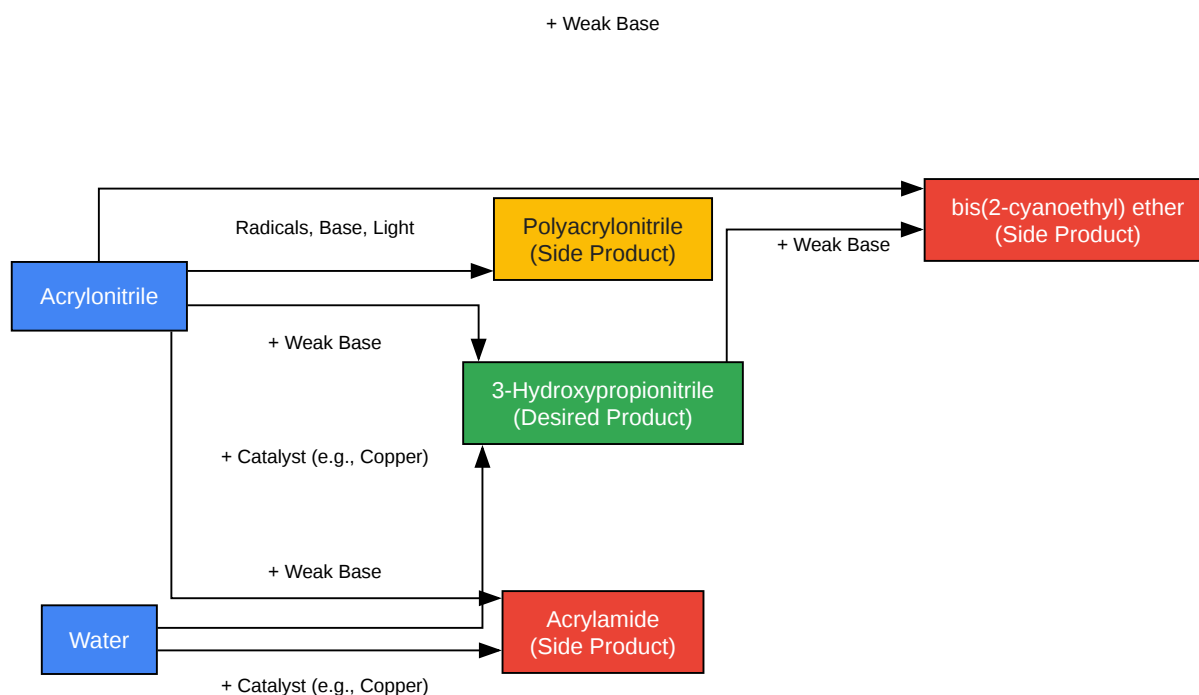 + Weak Base
bis(2-cyanoethyl) ether
(Side Product)
Radicals, Base, Light
Polyacrylonitrile
(Side Product)
+ Weak Base
Acrylonitrile
+ Weak Base
3-Hydroxypropionitrile
(Desired Product)
+ Catalyst (e.g., Copper)
+ Weak Base
Water
Acrylamide
(Side Product)
+ Catalyst (e.g., Copper)